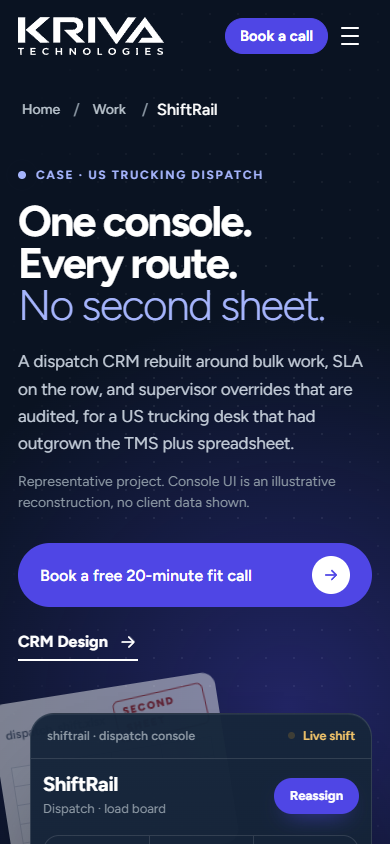 KRIVA
TECHNOLOGIES
Book a call
Home / Work / ShiftRail
CASE · US TRUCKING DISPATCH
One console.
Every route.
No second sheet.
A dispatch CRM rebuilt around bulk work, SLA
on the row, and supervisor overrides that are
audited, for a US trucking desk that had
outgrown the TMS plus spreadsheet.
Representative project. Console UI is an illustrative
reconstruction, no client data shown.
Book a free 20-minute fit call
CRM Design
SECOND
shiftrail · dispatch console
Live shift
ShiftRail
Dispatch · load board
Reassign